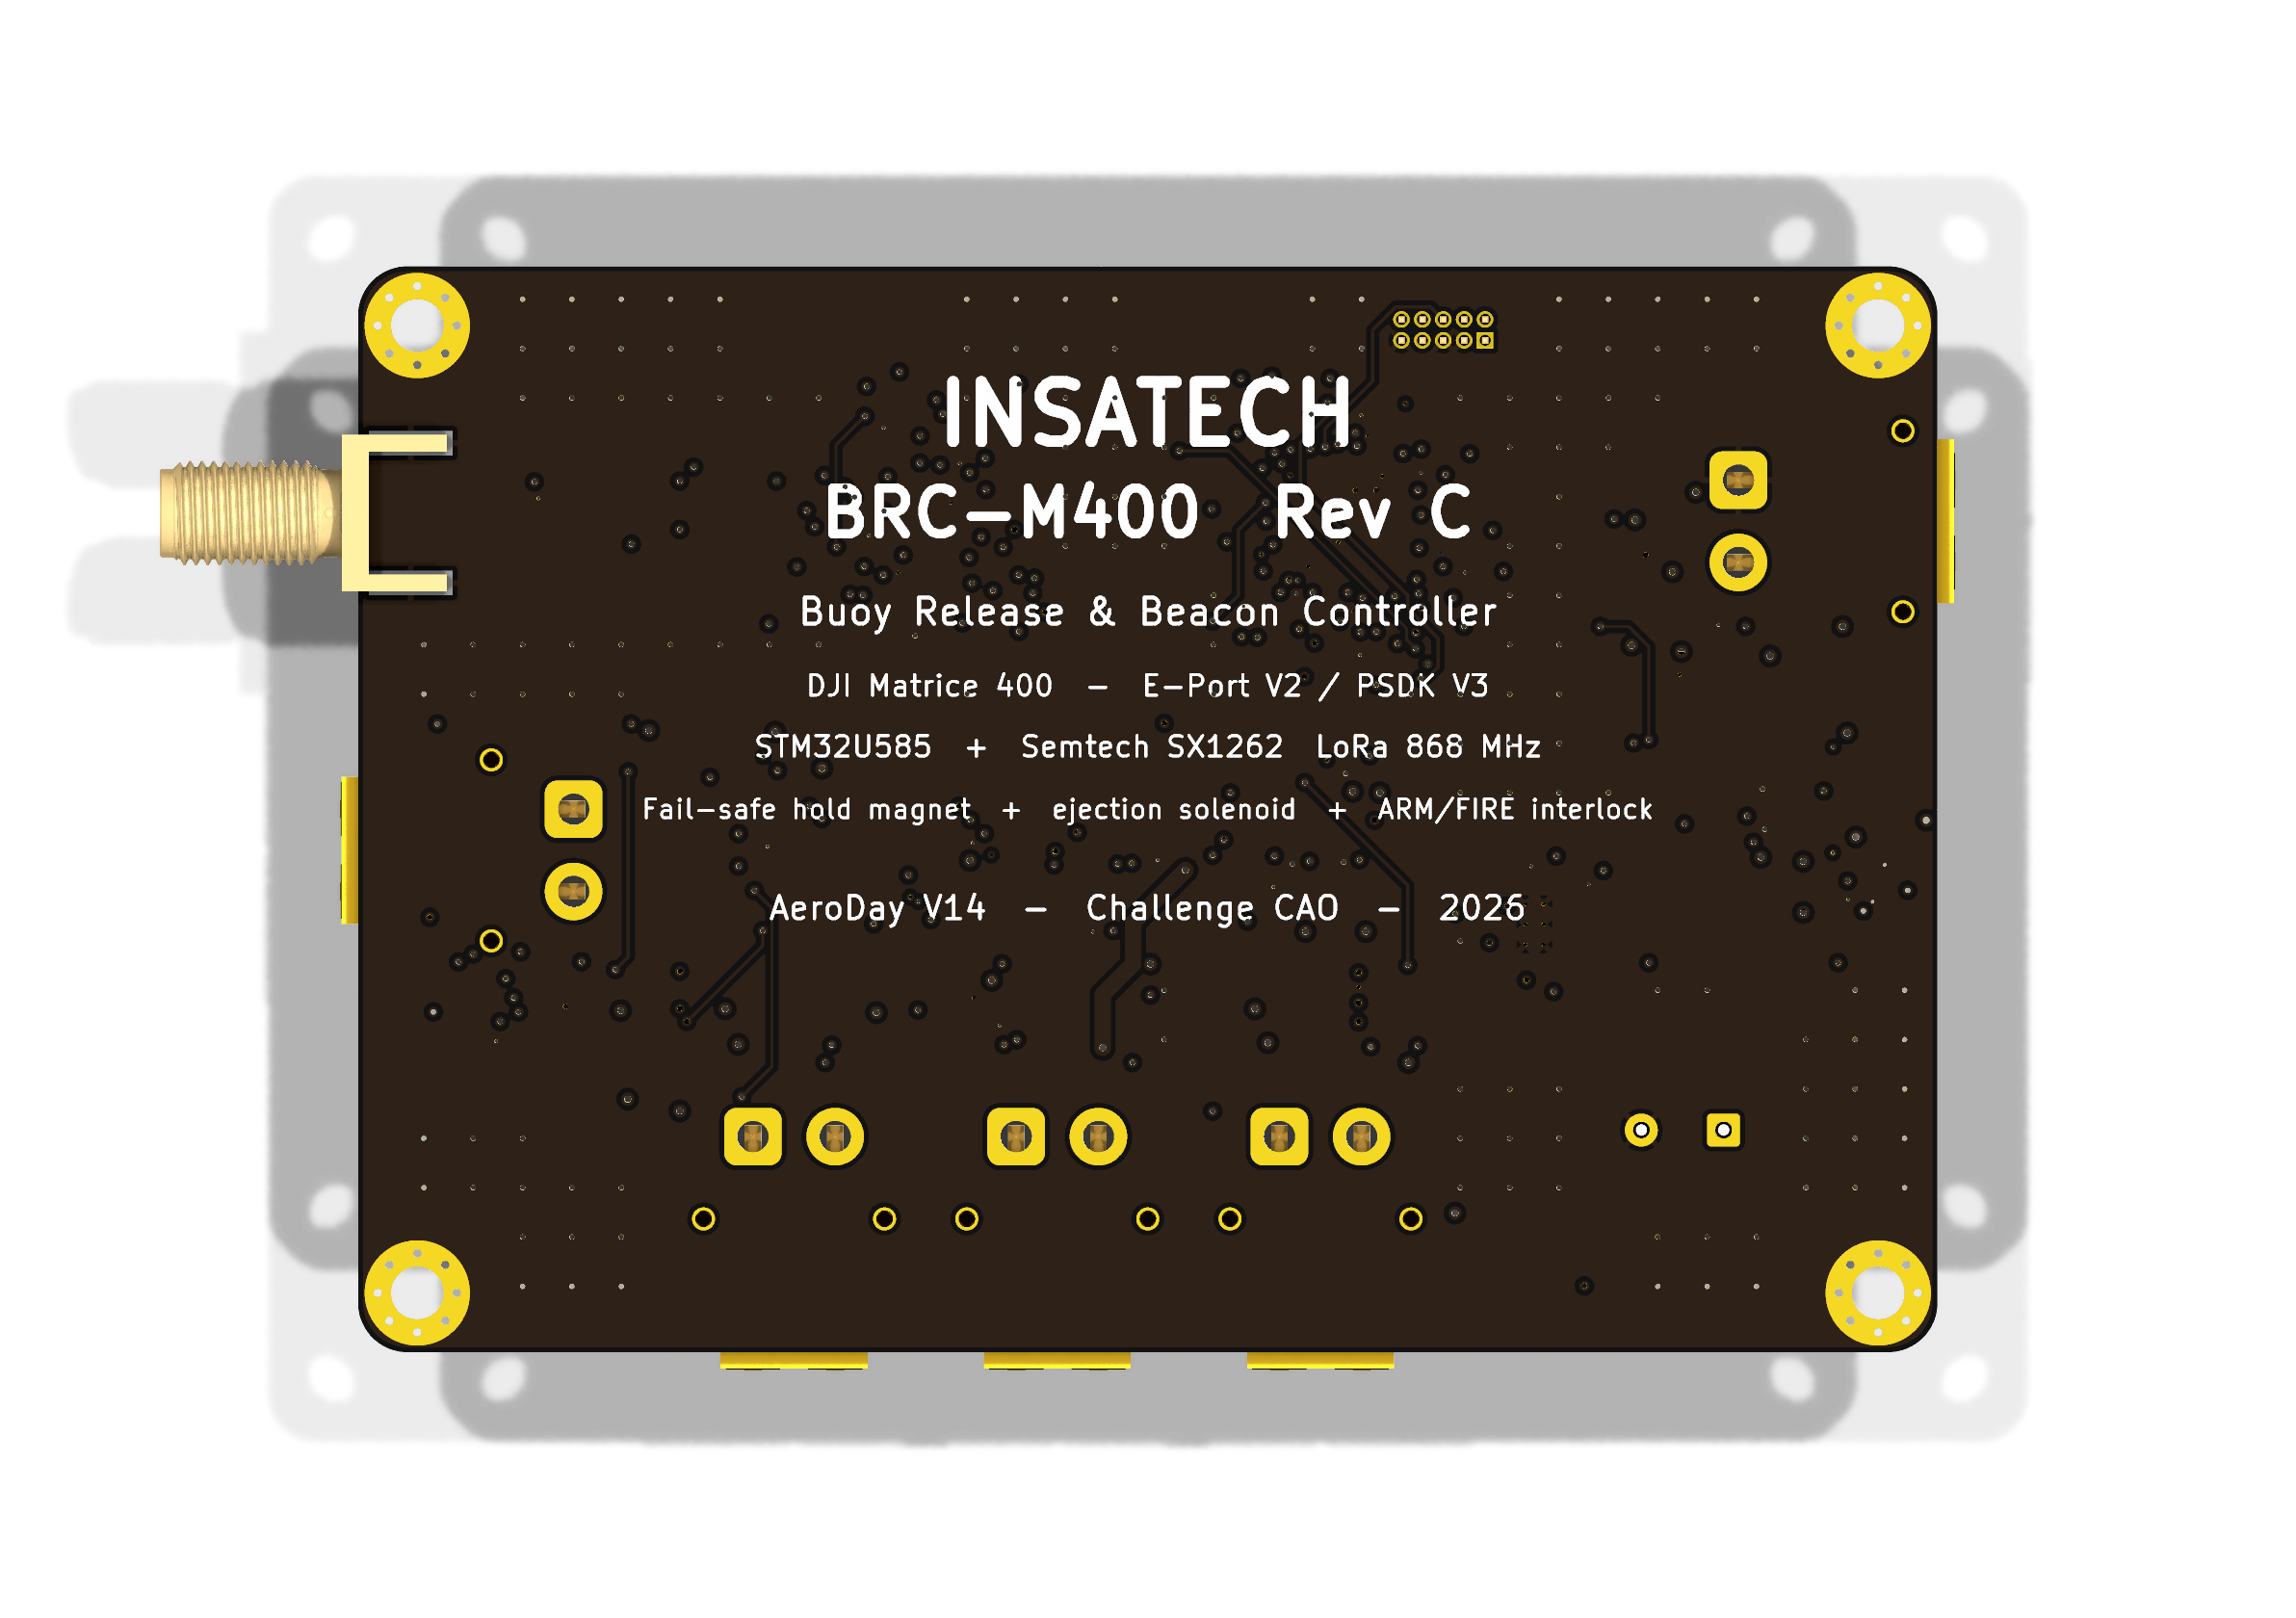 INSATECH
BRC-M400 Rev C
Buoy Release & Beacon Controller
DJI Matrice 400 - E-Port V2 / PSDK V3
STM32U585 + Semtech SX1262 LoRa 868 MHz
Fail-safe hold magnet + ejection solenoid + ARM/FIRE interlock
AeroDay V14 - Challenge CAO - 2026